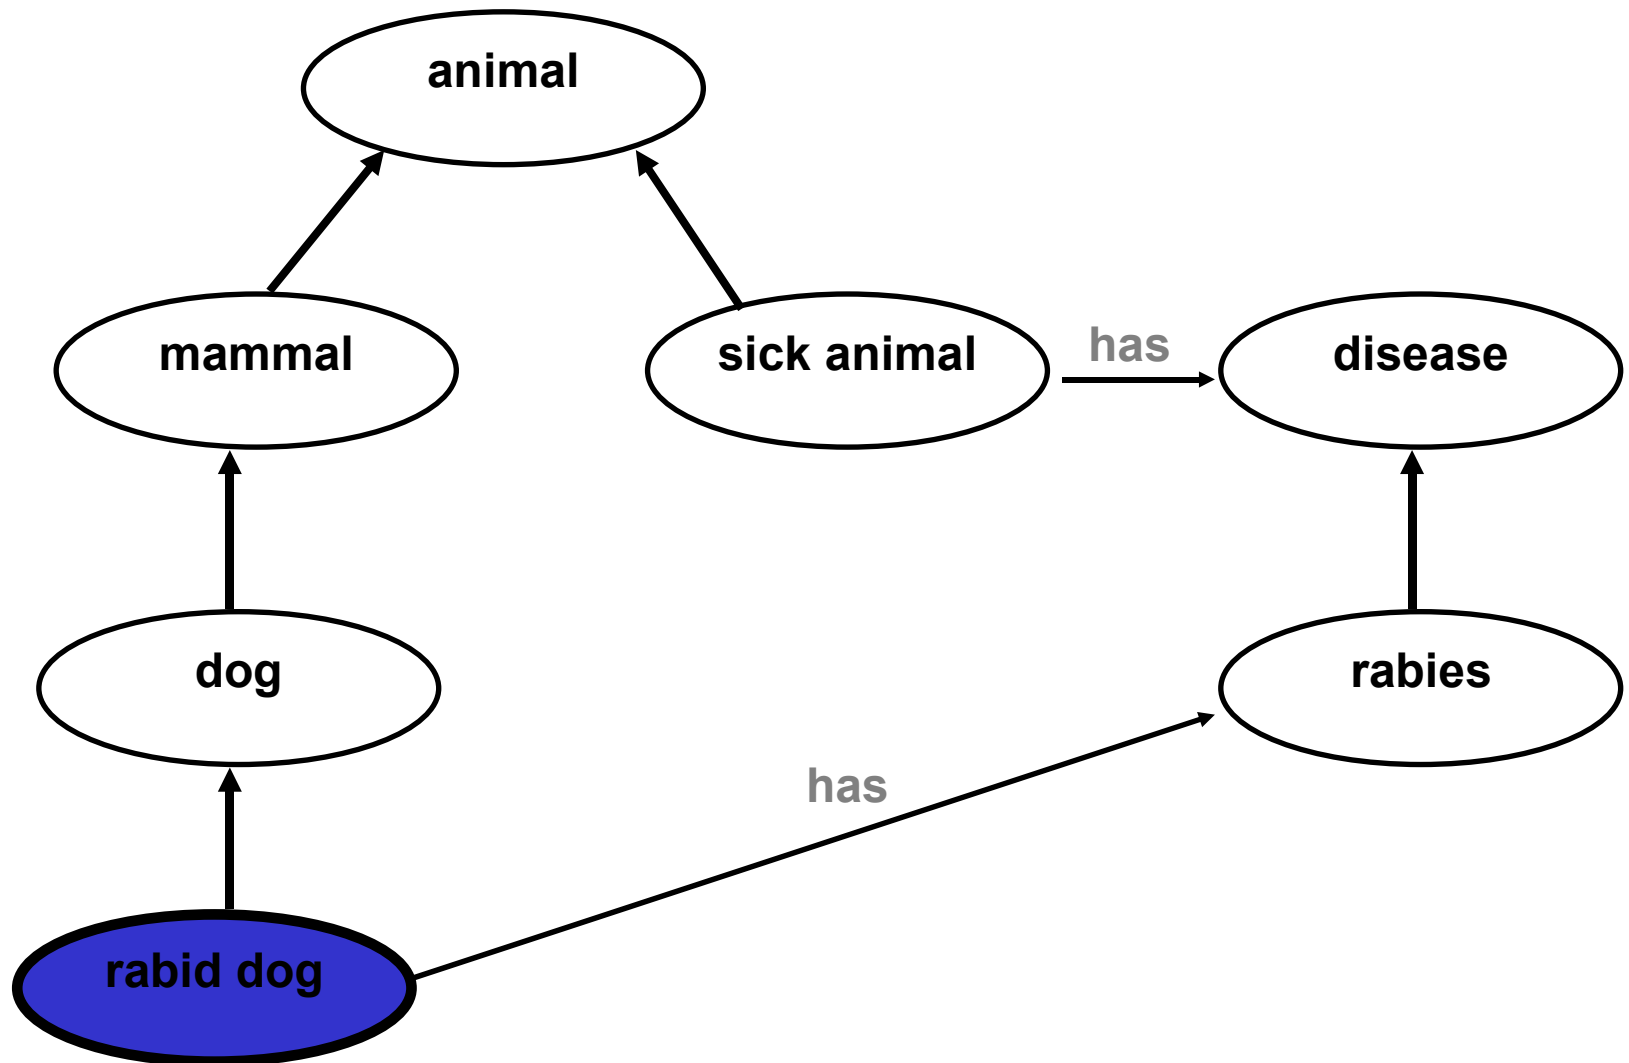 animal
mammal
sick animal
has
disease
dog
rabies
has
rabid dog